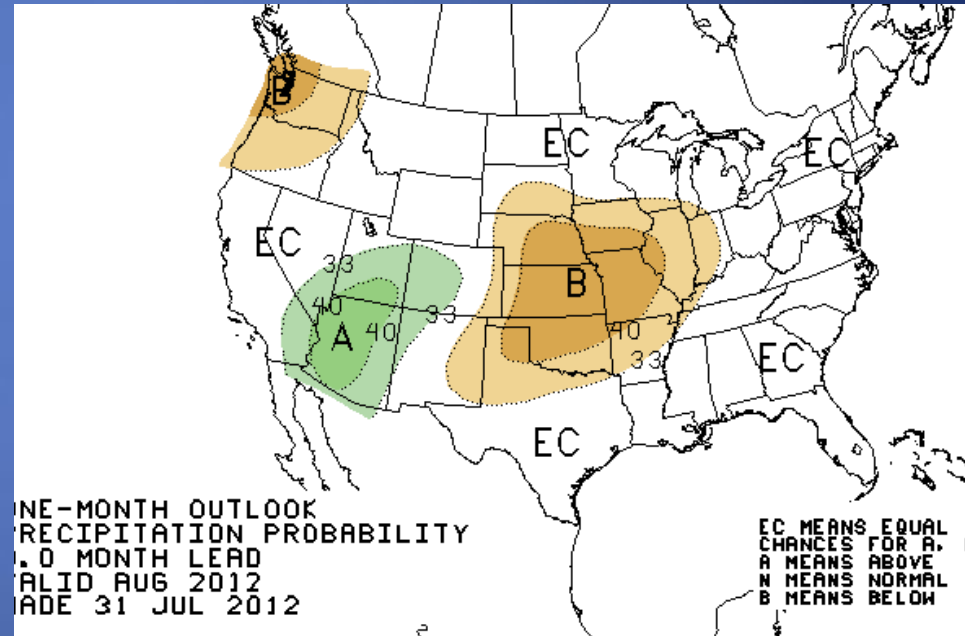 B
EC
EC
EC
33
B
40
33
A
40
40
33
EC
EC
NE-MONTH OUTLOOK
RECIPITATION PROBABILITY
.0 MONTH LEAD
ALID AUG 2012
ADE 31 JUL 2012
EC MEANS EQUAL
CHANCES FOR A,
A MEANS ABOVE
N MEANS NORMAL
B MEANS BELOW